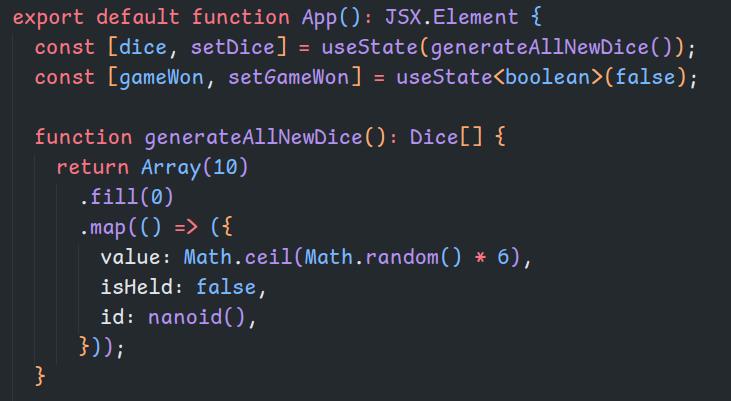 export default function App(): JSX.Element {
  const [dice, setDice] = useState(generateAllNewDice());
  const [gameWon, setGameWon] = useState<boolean>(false);

  function generateAllNewDice(): Dice[] {
    return Array(10)
      .fill(0)
      .map(() => ({
        value: Math.ceil(Math.random() * 6),
        isHeld: false,
        id: nanoid(),
      }));
  }